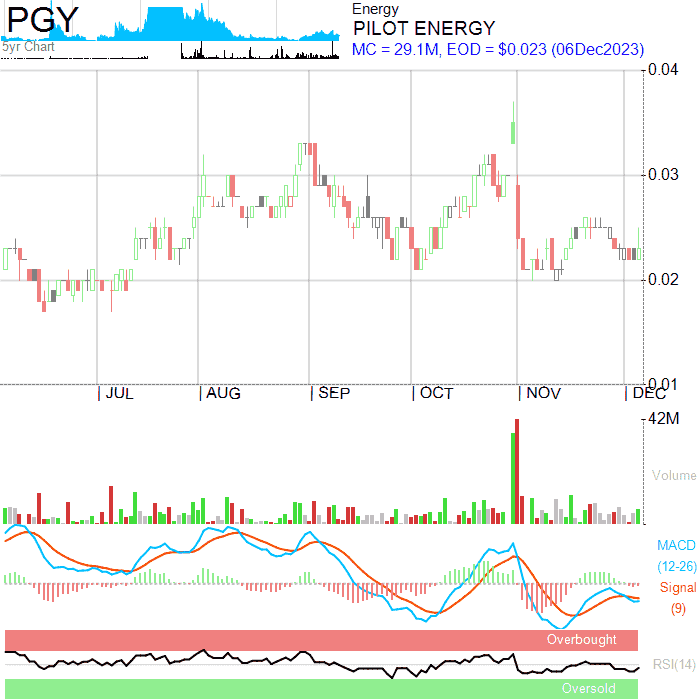 PGY
5yr Chart
Energy
PILOT ENERGY
MC = 29.1M, EOD = $0.023 (06Dec2023)
0.04
0.03
0.02
0.01
JUL AUG SEP OCT NOV DEC
42M
Volume
MACD
(12-26)
Signal
(9)
Overbought
RSI(14)
Oversold